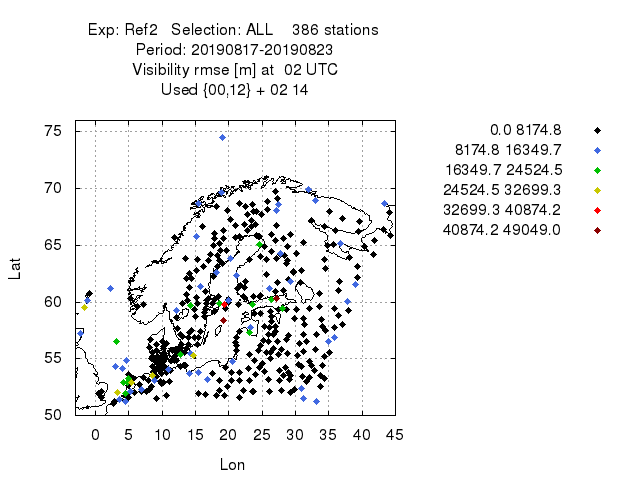 Exp: Ref2 Selection: ALL 386 stations
Period: 20190817-20190823
Visibility rmse [m] at 02 UTC
Used {00,12} + 02 14
0.0 8174.8
8174.8 16349.7
16349.7 24524.5
24524.5 32699.3
32699.3 40874.2
40874.2 49049.0
75
70
65
60
55
50
Lat
0 5 10 15 20 25 30 35 40 45
Lon